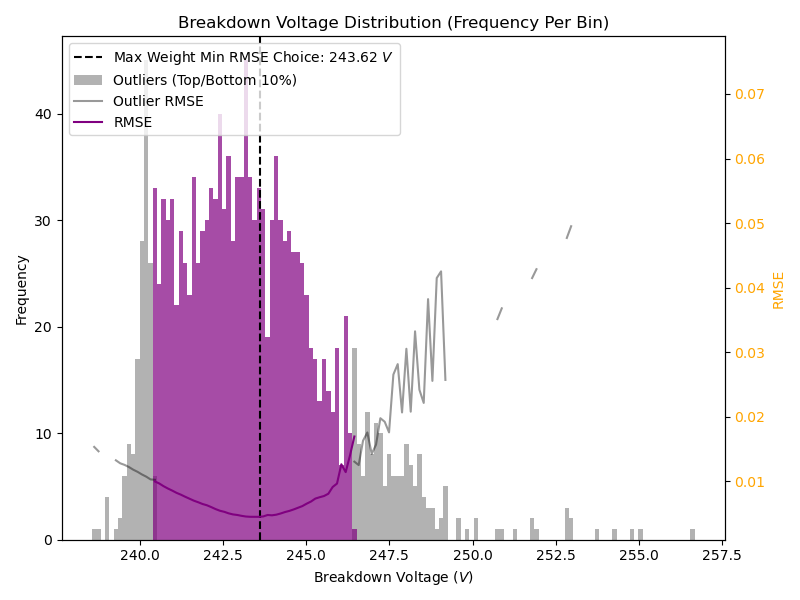 Breakdown Voltage Distribution (Frequency Per Bin)
Max Weight Min RMSE Choice: 243.62 V
Outliers (Top/Bottom 10%)
Outlier RMSE
RMSE
Frequency
40
30
20
10
0
0.07
0.06
0.05
0.04
0.03
0.02
0.01
RMSE
240.0 242.5 245.0 247.5 250.0 252.5 255.0 257.5
Breakdown Voltage (V)